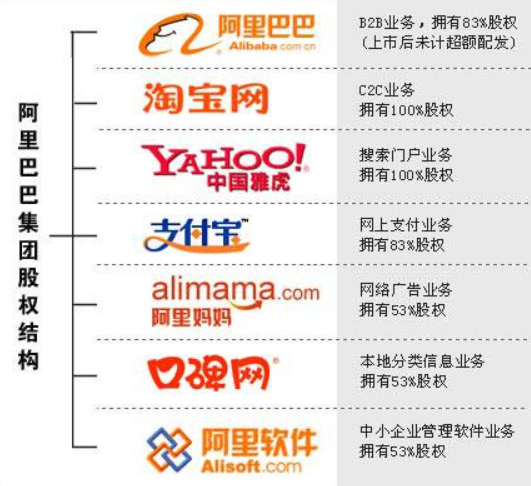 阿里巴巴集团股权结构
阿里巴巴
Alibaba.com.cn
B2B业务，拥有83%股权
(上市后未计超额配发)
淘宝网
C2C业务
拥有100%股权
YAHOO!
中国雅虎
搜索门户业务
拥有100%股权
支付宝™
网上支付业务
拥有83%股权
alimama.com
阿里妈妈
网络广告业务
拥有53%股权
口碑网®
本地分类信息业务
拥有53%股权
阿里软件
Alisoft.com
中小企业管理软件业务
拥有53%股权